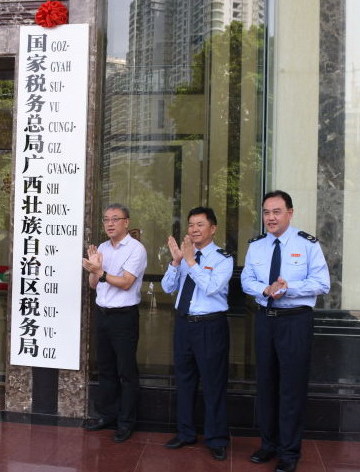 国家税务总局广西壮族自治区税务局
GOZ-
GYAH
SUI-
VU
CUNGJ-
GIZ
GVANGJ-
SIH
BOUX-
CUENGH
SW-
CI-
GIH
SUI-
VU-
GIZ